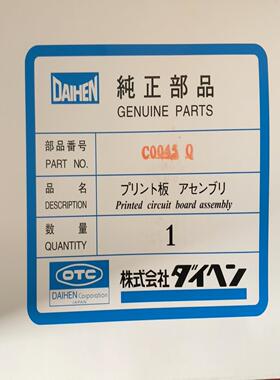 DAIHEN
純正部品
GENUINE PARTS
部品番号
PART NO.
C0045 Q
品名
DESCRIPTION
プリント板 アセンブリ
Printed circuit board assembly
数量
QUANTITY
1
OTC
DAIHEN Corporation
JAPAN
株式会社ダイヘン